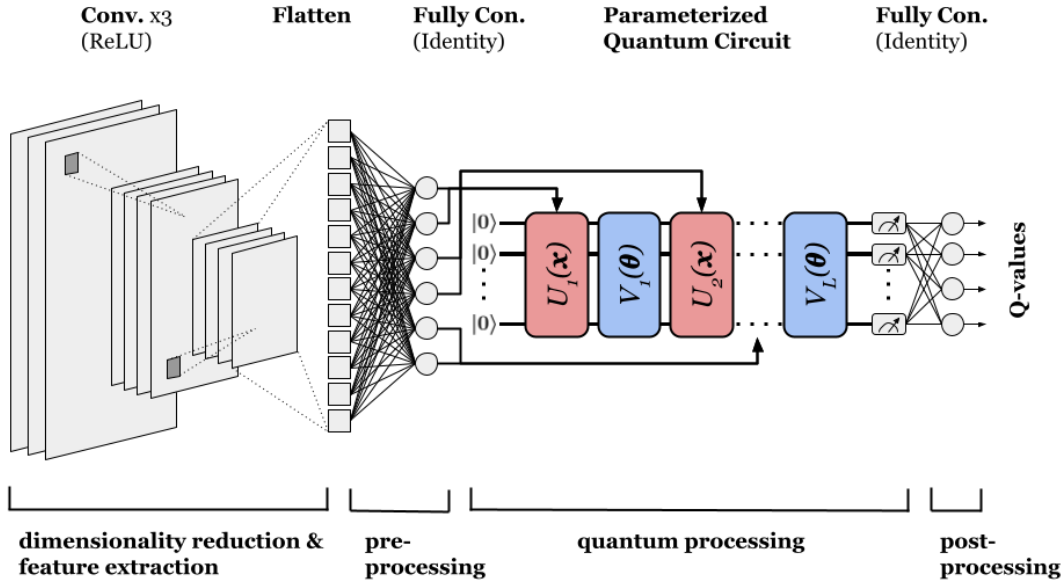 Conv. x3
(ReLU)
Flatten
Fully Con.
(Identity)
Parameterized
Quantum Circuit
Fully Con.
(Identity)
|0⟩
|0⟩
|0⟩
U₁(x)
V₁(θ)
U₂(x)
V_L(θ)
Q-values
dimensionality reduction &
feature extraction
pre-
processing
quantum processing
post-
processing